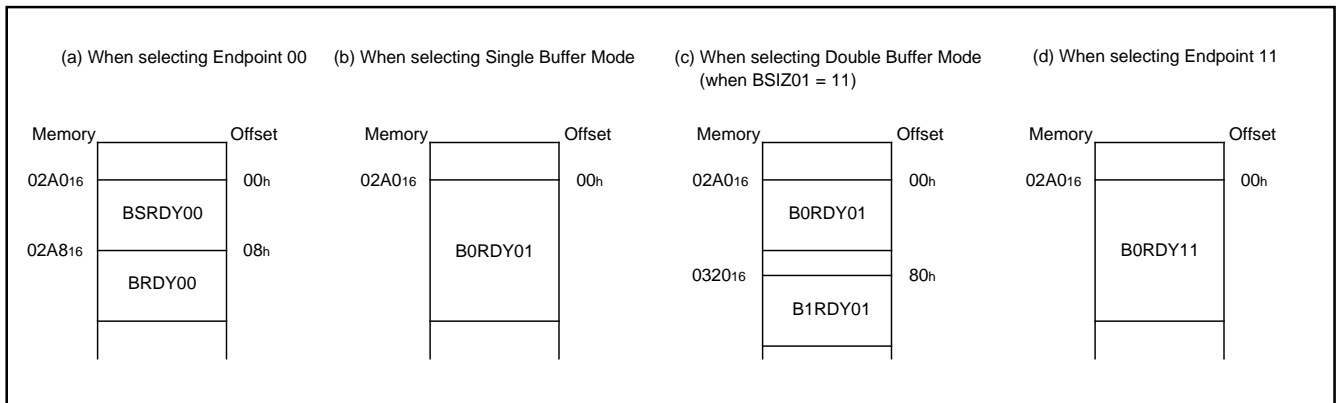 (a) When selecting Endpoint 00
Memory Offset
02A016 00h
BSRDY00
02A816 08h
BRDY00
(b) When selecting Single Buffer Mode
Memory Offset
02A016 00h
B0RDY01
(c) When selecting Double Buffer Mode
(when BSIZ01 = 11)
Memory Offset
02A016 00h
B0RDY01
032016 80h
B1RDY01
(d) When selecting Endpoint 11
Memory Offset
02A016 00h
B0RDY11